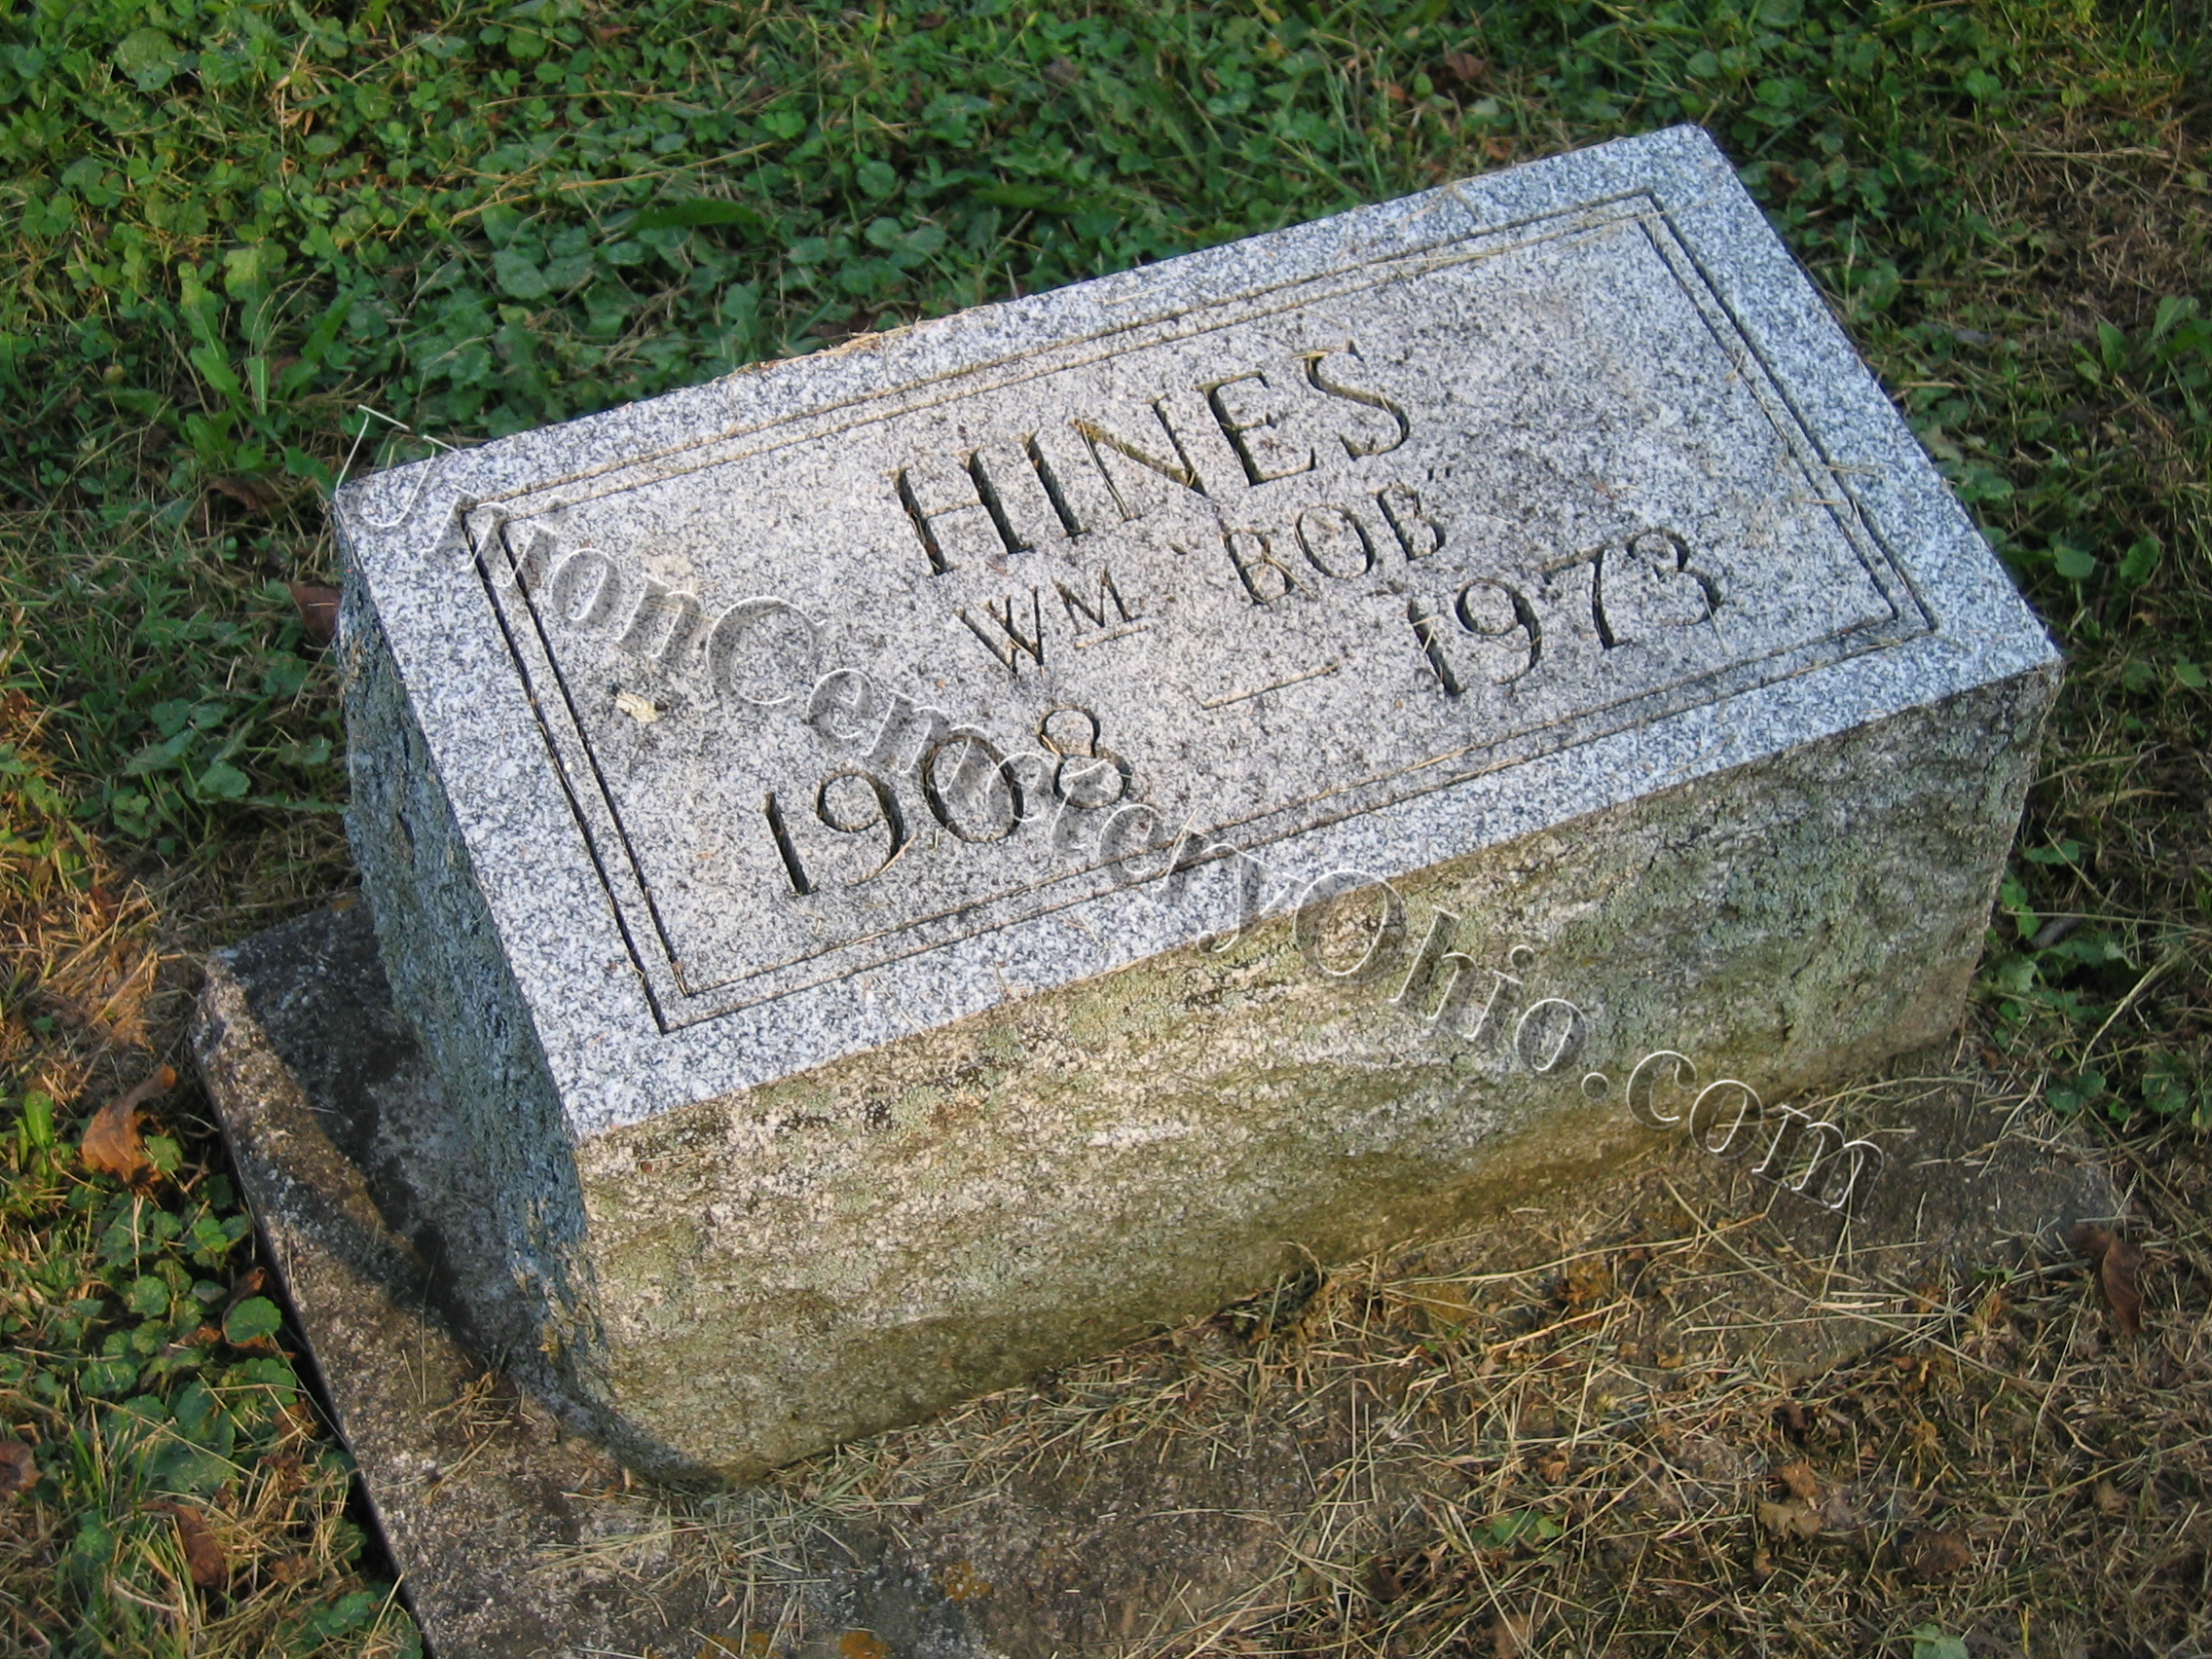 HINES
WM "BOB"
1908 — 1973
UnionCemeteryOhio.com